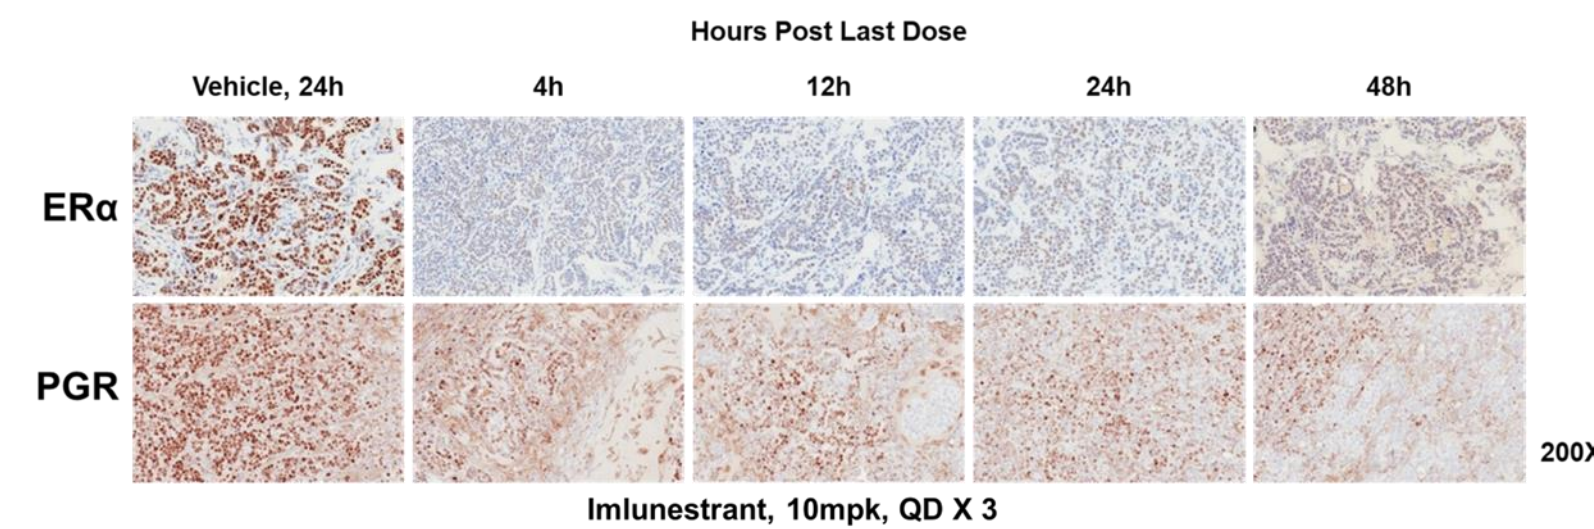 Hours Post Last Dose
Vehicle, 24h 4h 12h 24h 48h
ERα
PGR
200X
Imlunestrant, 10mpk, QD X 3